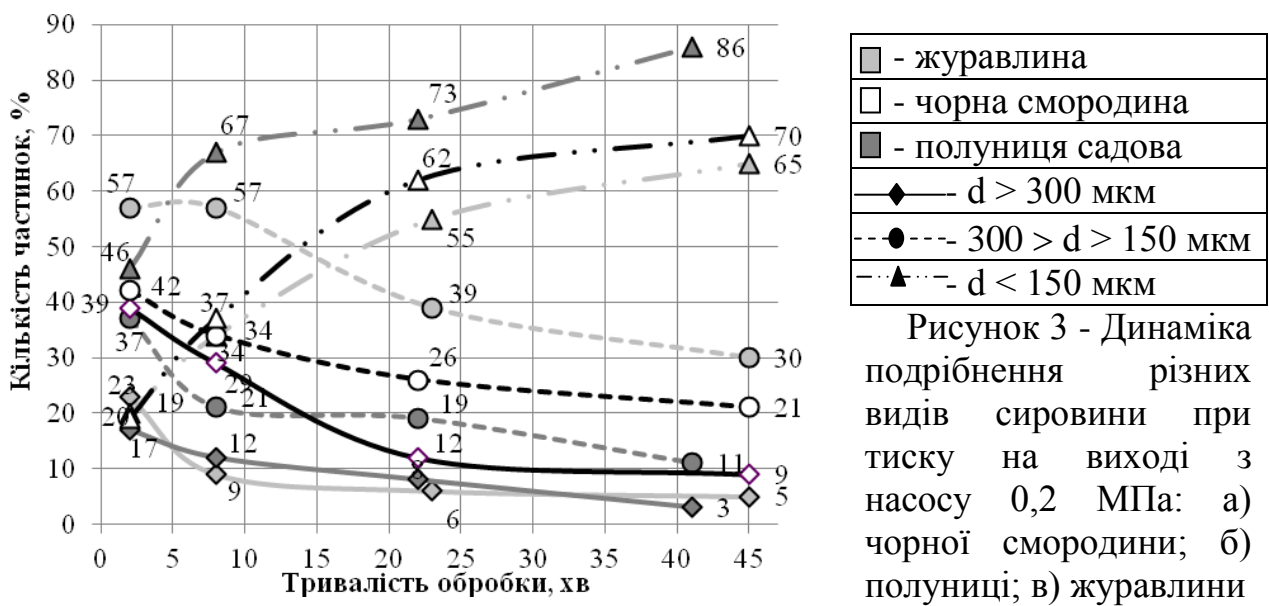 90
80
70
60
50
40
30
20
10
0
0 5 10 15 20 25 30 35 40 45
Кількість частинок, %
Тривалість обробки, хв
86
73
67
70
62
65
57 57
55
46
42
39 37 39
34
37
34
30
29
26
23
21
21
20 19 19
17
12 12
11
9
9
8
6
5
3
- журавлина
- чорна смородина
- полуниця садова
- d > 300 мкм
- 300 > d > 150 мкм
- d < 150 мкм
Рисунок 3 - Динаміка
подрібнення різних
видів сировини при
тиску на виході з
насосу 0,2 МПа: а)
чорної смородини; б)
полуниці; в) журавлини